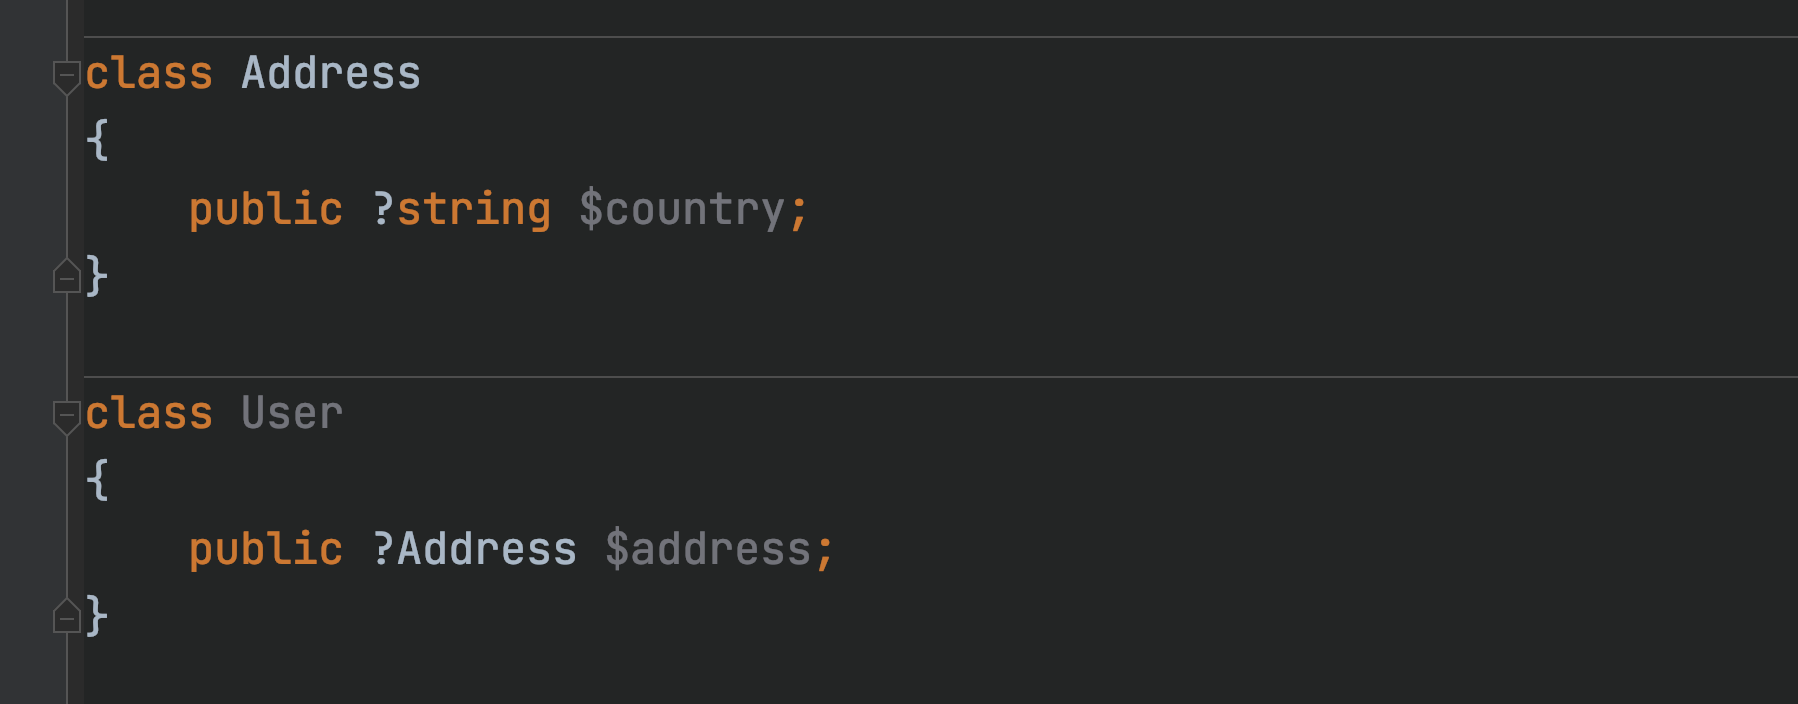 class Address
{
    public ?string $country;
}
class User
{
    public ?Address $address;
}